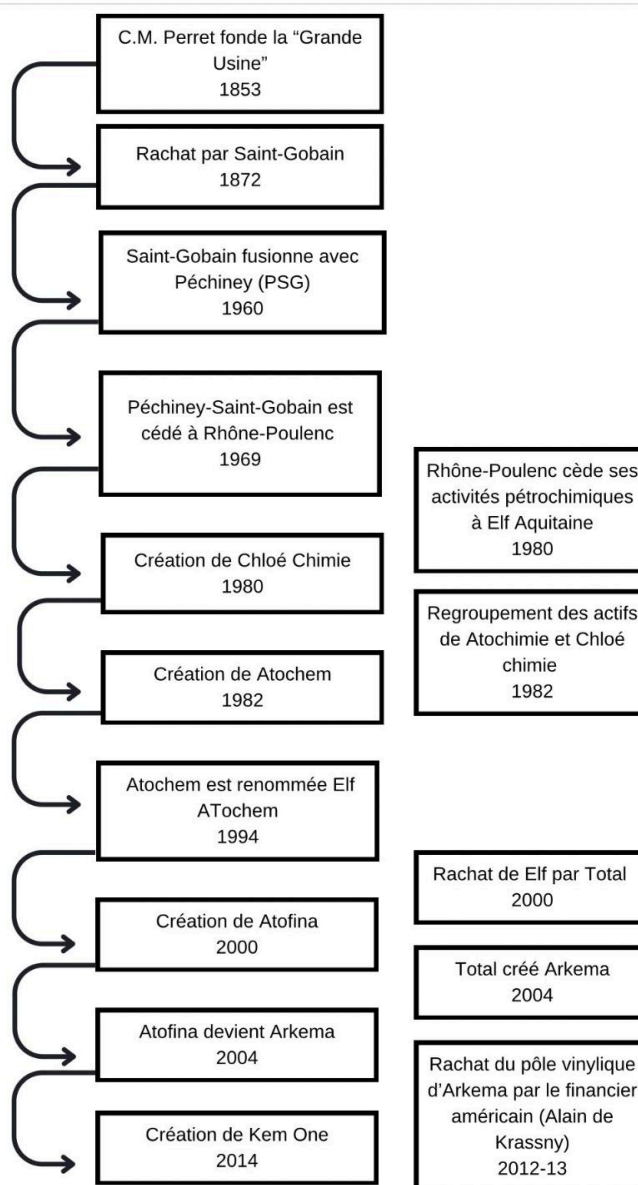 C.M. Perret fonde la “Grande
Usine”
1853
Rachat par Saint-Gobain
1872
Saint-Gobain fusionne avec
Péchiney (PSG)
1960
Péchiney-Saint-Gobain est
cédé à Rhône-Poulenc
1969
Rhône-Poulenc cède ses
activités pétrochimiques
à Elf Aquitaine
1980
Création de Chloé Chimie
1980
Regroupement des actifs
de Atochimie et Chloé
chimie
1982
Création de Atochem
1982
Atochem est renommée Elf
ATochem
1994
Rachat de Elf par Total
2000
Création de Atofina
2000
Total créé Arkema
2004
Atofina devient Arkema
2004
Rachat du pôle vinylique
d’Arkema par le financier
américain (Alain de
Krassny)
2012-13
Création de Kem One
2014